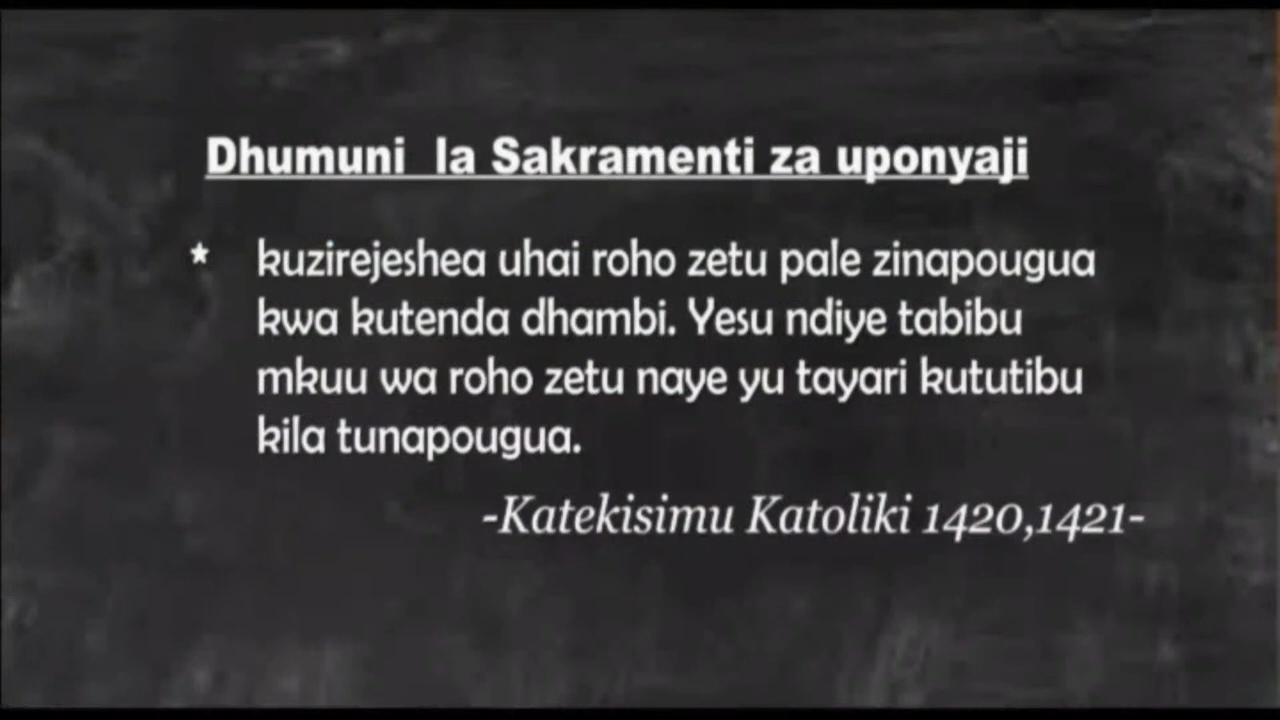 Dhumuni la Sakramenti za uponyaji
* kuzirejeshea uhai roho zetu pale zinapougua
kwa kutenda dhambi. Yesu ndiye tabibu
mkuu wa roho zetu naye yu tayari kututibu
kila tunapougua.
-Katekisimu Katoliki 1420,1421-